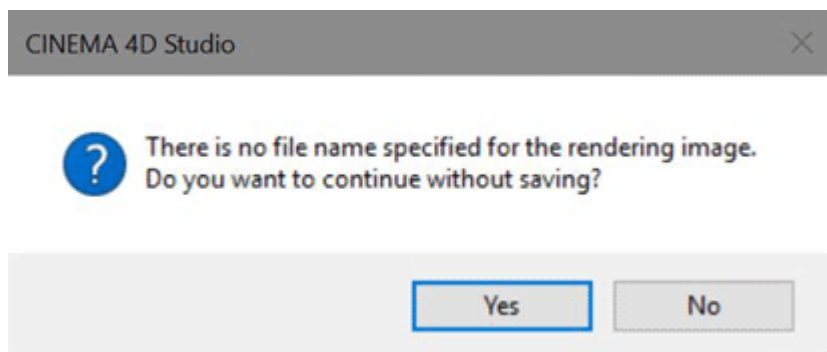 CINEMA 4D Studio
There is no file name specified for the rendering image.
Do you want to continue without saving?
Yes
No